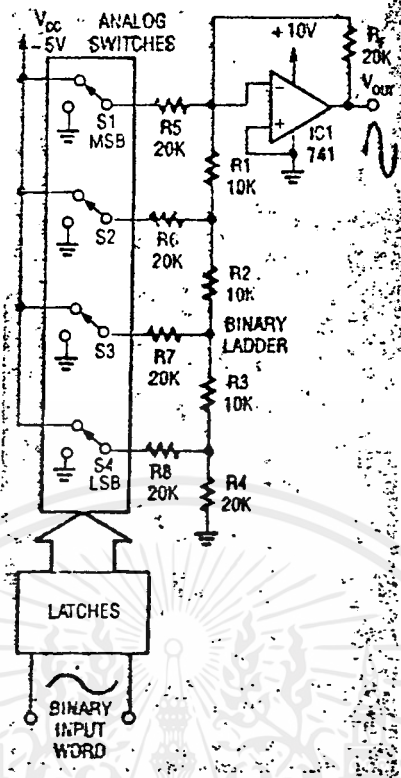 VCC
-5V
ANALOG
SWITCHES
+10V
20K
Vout
S1
MSB
R5
20K
IC1
741
R1
10K
S2
R6
20K
R2
10K
S3
R7
20K
BINARY
LADDER
R3
10K
S4
LSB
R8
20K
R4
20K
LATCHES
BINARY
INPUT
WORD